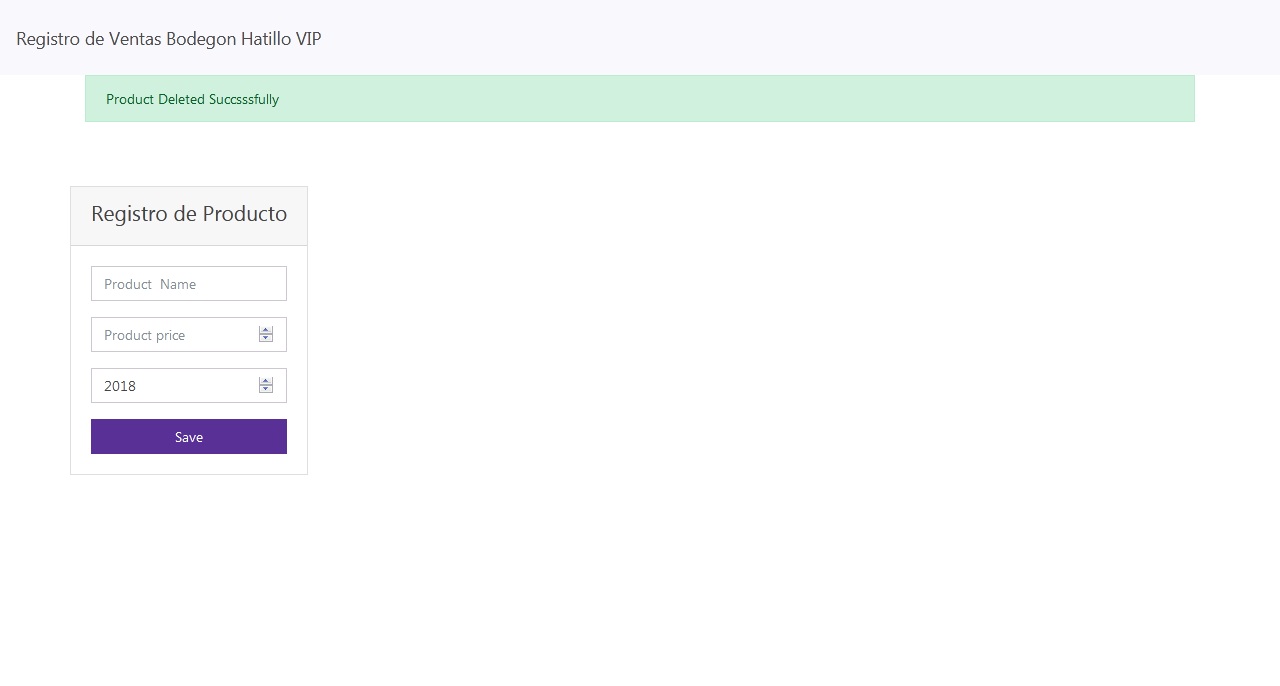 Registro de Ventas Bodegon Hatillo VIP
Product Deleted Succsssfully
Registro de Producto
Product  Name
Product price
2018
Save